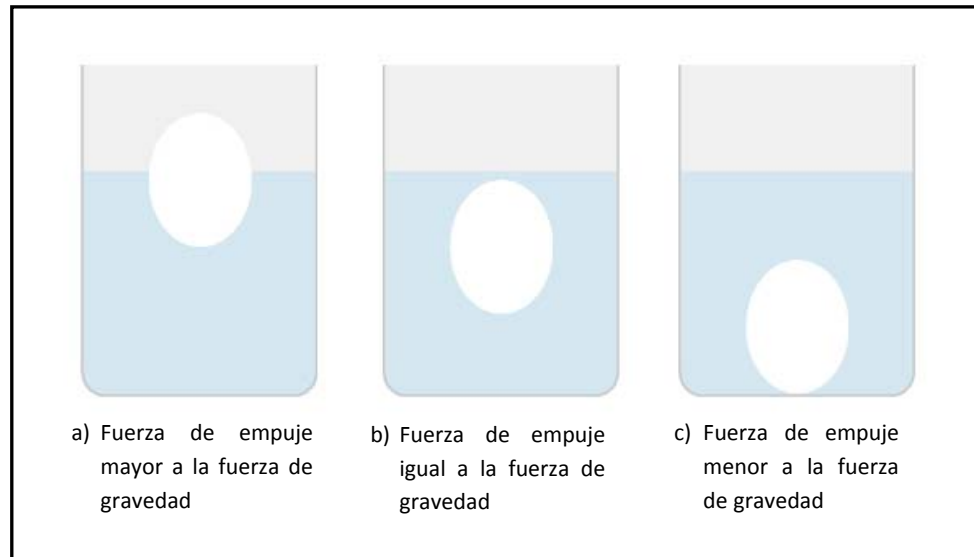 a) Fuerza de empuje
mayor a la fuerza de
gravedad
b) Fuerza de empuje
igual a la fuerza de
gravedad
c) Fuerza de empuje
menor a la fuerza
de gravedad